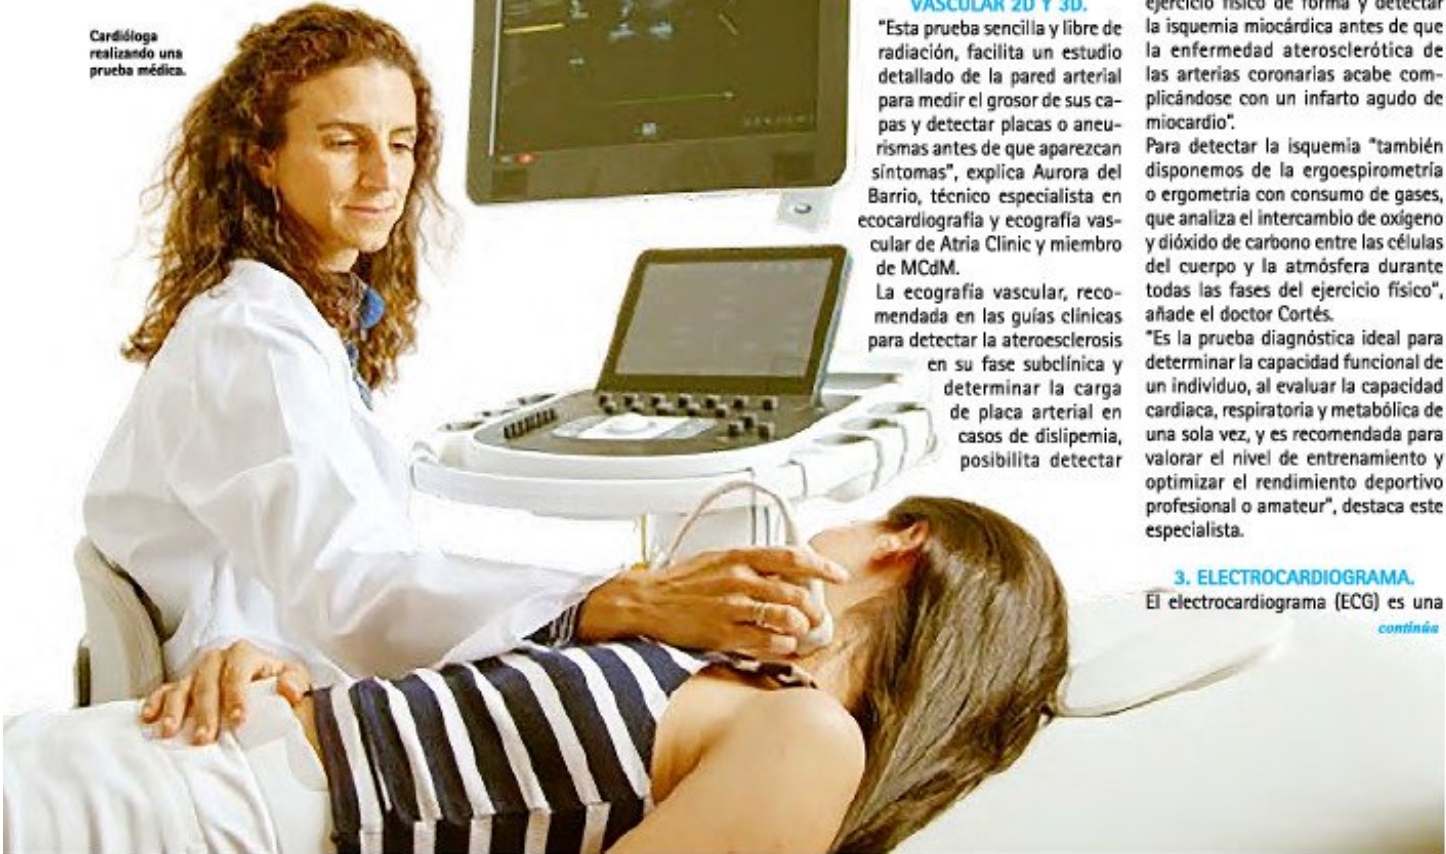 Cardióloga
realizando una
prueba médica.
VASCULAR 2D Y 3D.
"Esta prueba sencilla y libre de
radiación, facilita un estudio
detallado de la pared arterial
para medir el grosor de sus ca-
pas y detectar placas o aneu-
rismas antes de que aparezcan
síntomas", explica Aurora del
Barrio, técnico especialista en
ecocardiografía y ecografía vas-
cular de Atria Clinic y miembro
de MCdM.
La ecografía vascular, reco-
mendada en las guías clínicas
para detectar la ateroesclerosis
en su fase subclínica y
determinar la carga
de placa arterial en
casos de dislipemia,
posibilita detectar
ejercicio físico de forma y detectar
la isquemia miocárdica antes de que
la enfermedad aterosclerótica de
las arterias coronarias acabe com-
plicándose con un infarto agudo de
miocardio".
Para detectar la isquemia "también
disponemos de la ergoespirometría
o ergometría con consumo de gases,
que analiza el intercambio de oxígeno
y dióxido de carbono entre las células
del cuerpo y la atmósfera durante
todas las fases del ejercicio físico",
añade el doctor Cortés.
"Es la prueba diagnóstica ideal para
determinar la capacidad funcional de
un individuo, al evaluar la capacidad
cardiaca, respiratoria y metabólica de
una sola vez, y es recomendada para
valorar el nivel de entrenamiento y
optimizar el rendimiento deportivo
profesional o amateur", destaca este
especialista.
3. ELECTROCARDIOGRAMA.
El electrocardiograma (ECG) es una
continúa